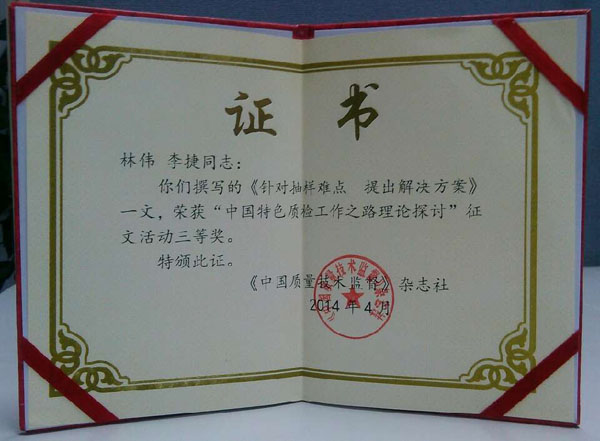 证书
林伟 李捷同志：
你们撰写的《针对抽样难点 提出解决方案》
一文，荣获“中国特色质检工作之路理论探讨”征
文活动三等奖。
特颁此证。
《中国质量技术监督》杂志社
2014年4月